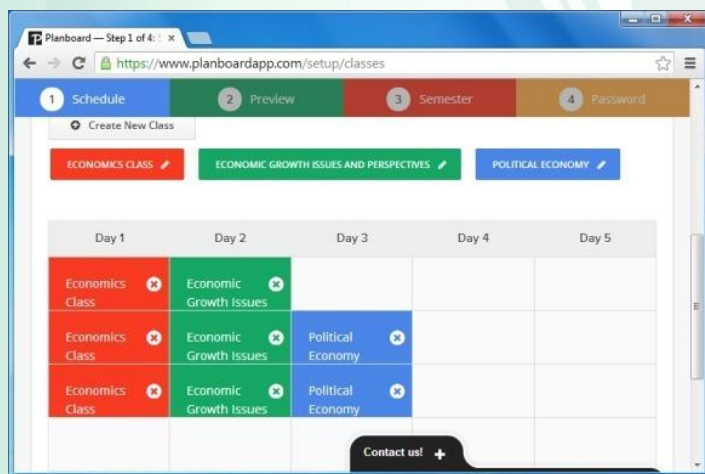 Planboard — Step 1 of 4: S
https://www.planboardapp.com/setup/classes
1 Schedule
2 Preview
3 Semester
4 Password
Create New Class
ECONOMICS CLASS
ECONOMIC GROWTH ISSUES AND PERSPECTIVES
POLITICAL ECONOMY
Day 1 Day 2 Day 3 Day 4 Day 5
Economics Economic
Class Growth Issues
Economics Economic Political
Class Growth Issues Economy
Economics Economic Political
Class Growth Issues Economy
Contact us!